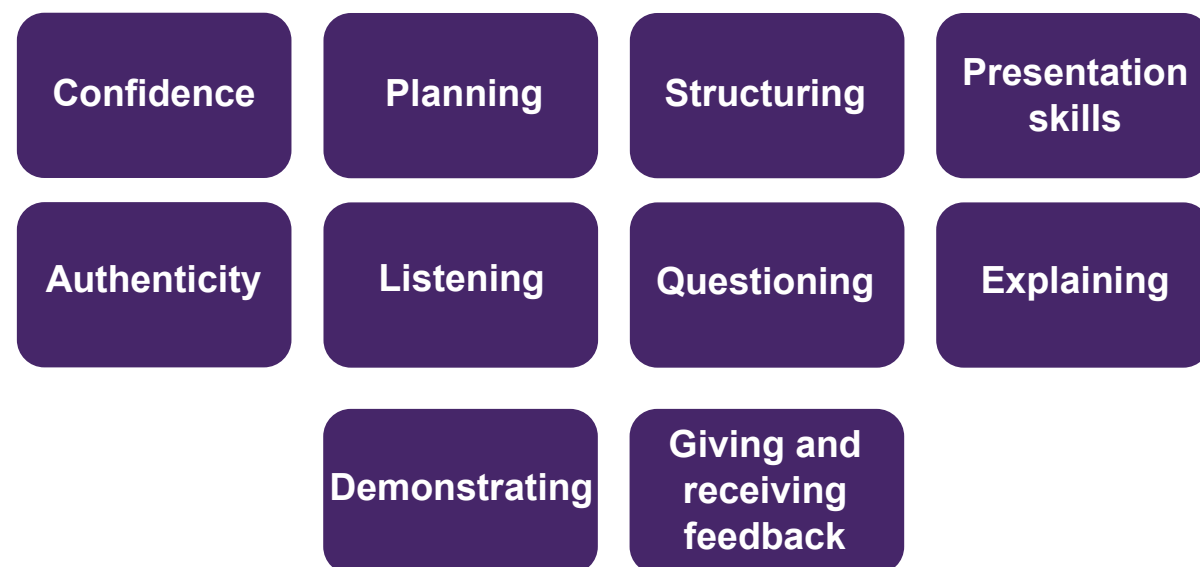 Confidence
Planning
Structuring
Presentation
skills
Authenticity
Listening
Questioning
Explaining
Demonstrating
Giving and
receiving
feedback